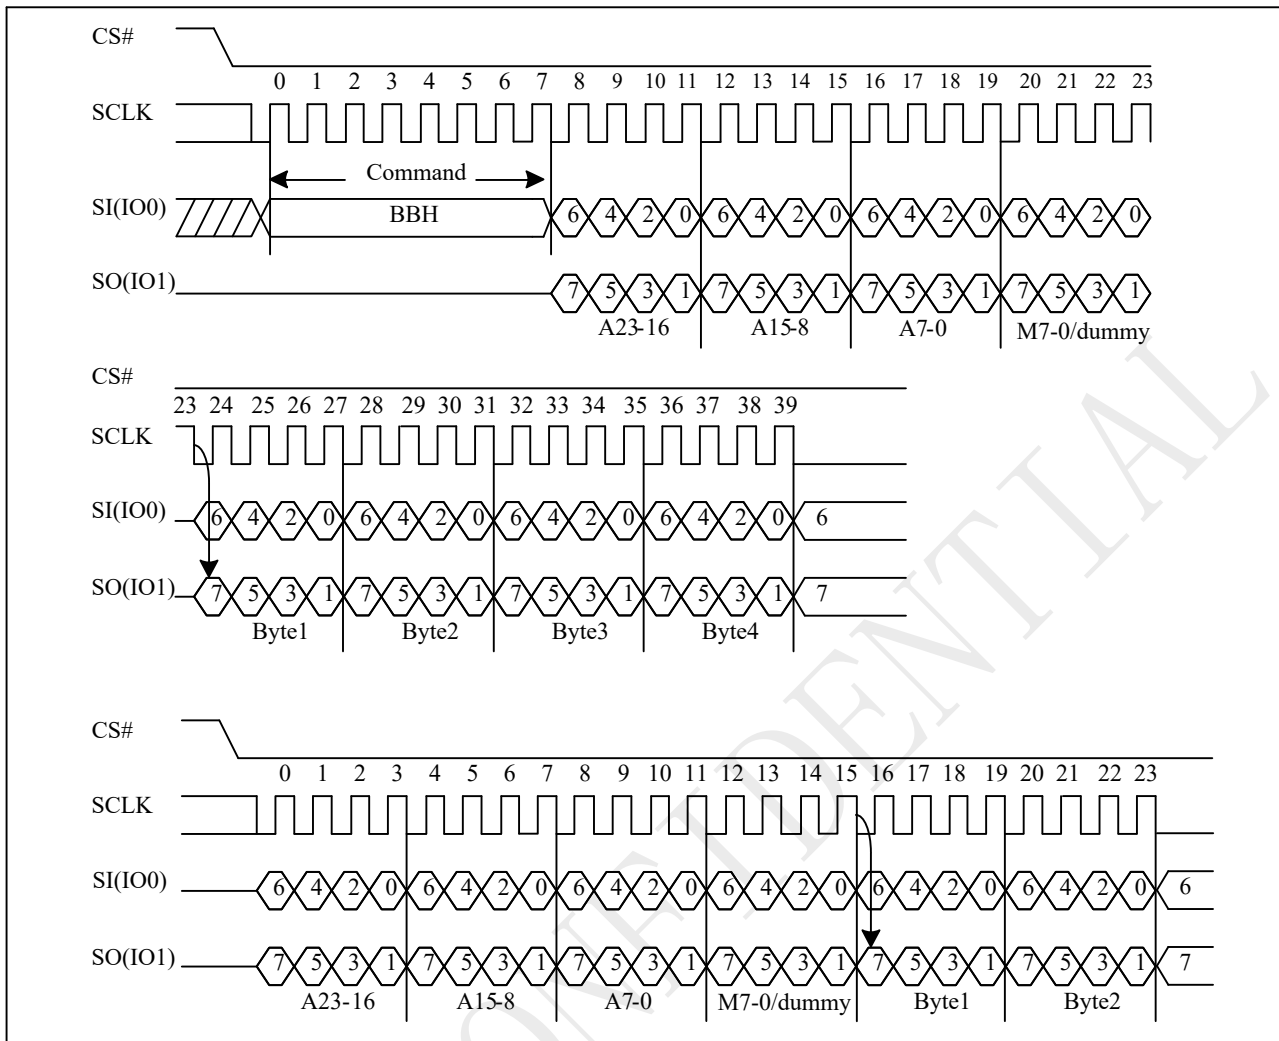 CS#
0 1 2 3 4 5 6 7 8 9 10 11 12 13 14 15 16 17 18 19 20 21 22 23
SCLK
Command
SI(IO0) BBH 6 4 2 0 6 4 2 0 6 4 2 0 6 4 2 0
SO(IO1) 7 5 3 1 7 5 3 1 7 5 3 1 7 5 3 1
A23-16 A15-8 A7-0 M7-0/dummy
CS#
23 24 25 26 27 28 29 30 31 32 33 34 35 36 37 38 39
SCLK
SI(IO0) 6 4 2 0 6 4 2 0 6 4 2 0 6 4 2 0 6
SO(IO1) 7 5 3 1 7 5 3 1 7 5 3 1 7 5 3 1 7
Byte1 Byte2 Byte3 Byte4
CS#
0 1 2 3 4 5 6 7 8 9 10 11 12 13 14 15 16 17 18 19 20 21 22 23
SCLK
SI(IO0) 6 4 2 0 6 4 2 0 6 4 2 0 6 4 2 0 6 4 2 0 6 4 2 0 6
SO(IO1) 7 5 3 1 7 5 3 1 7 5 3 1 7 5 3 1 7 5 3 1 7 5 3 1 7
A23-16 A15-8 A7-0 M7-0/dummy Byte1 Byte2
ONFIDENTIAL